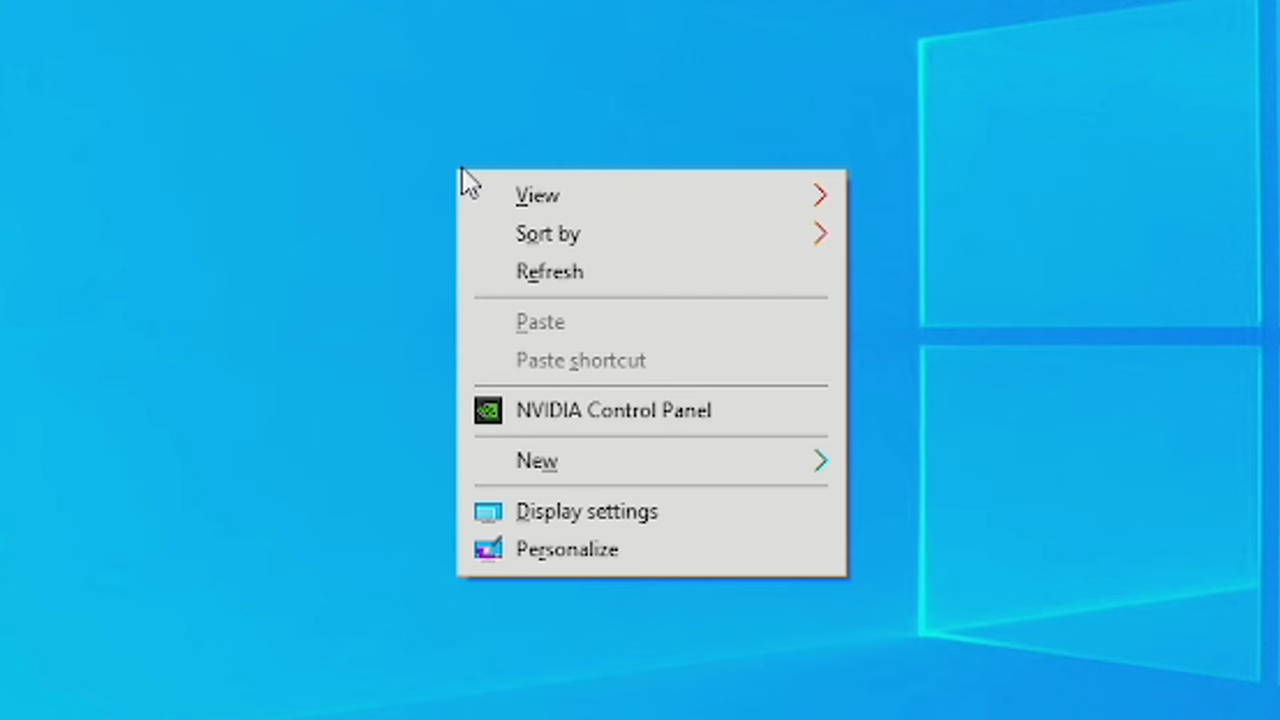 View
Sort by
Refresh
Paste
Paste shortcut
NVIDIA Control Panel
New
Display settings
Personalize